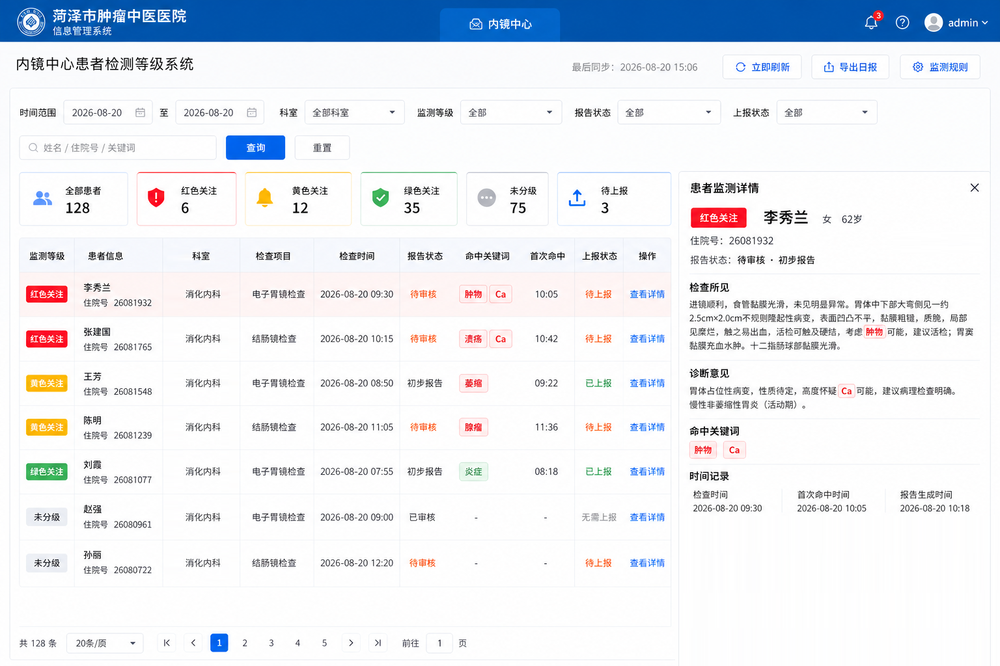 菏泽市肿瘤中医医院
信息管理系统
内镜中心
3
admin
内镜中心患者检测等级系统
最后同步：2026-08-20 15:06
立即刷新
导出日报
监测规则
时间范围 2026-08-20 至 2026-08-20 科室 全部科室 监测等级 全部 报告状态 全部 上报状态 全部
姓名 / 住院号 / 关键词 查询 重置
全部患者 128
红色关注 6
黄色关注 12
绿色关注 35
未分级 75
待上报 3
监测等级 患者信息 科室 检查项目 检查时间 报告状态 命中关键词 首次命中 上报状态 操作
红色关注 李秀兰 住院号 26081932 消化内科 电子胃镜检查 2026-08-20 09:30 待审核 肿物 Ca 10:05 待上报 查看详情
红色关注 张建国 住院号 26081765 消化内科 结肠镜检查 2026-08-20 10:15 待审核 溃疡 Ca 10:42 待上报 查看详情
黄色关注 王芳 住院号 26081548 消化内科 电子胃镜检查 2026-08-20 08:50 初步报告 萎缩 09:22 已上报 查看详情
黄色关注 陈明 住院号 26081239 消化内科 结肠镜检查 2026-08-20 11:05 待审核 腺瘤 11:36 待上报 查看详情
绿色关注 刘霞 住院号 26081077 消化内科 电子胃镜检查 2026-08-20 07:55 初步报告 炎症 08:18 已上报 查看详情
未分级 赵强 住院号 26080961 消化内科 电子胃镜检查 2026-08-20 09:00 已审核 - - 无需上报 查看详情
未分级 孙丽 住院号 26080722 消化内科 结肠镜检查 2026-08-20 12:20 待审核 - - 待上报 查看详情
共 128 条 20条/页 1 2 3 4 5 前往 1 页
患者监测详情
红色关注 李秀兰 女 62岁
住院号：26081932
报告状态：待审核 · 初步报告
检查所见
进镜顺利，食管黏膜光滑，未见明显异常。胃体中下部大弯侧见一约
2.5cm×2.0cm不规则隆起性病变，表面凹凸不平，黏膜粗糙，质脆，局部
见糜烂，触之易出血，活检可触及硬结，考虑 肿物 可能，建议活检；胃窦
黏膜充血水肿。十二指肠球部黏膜光滑。
诊断意见
胃体占位性病变，性质待定，高度怀疑 Ca 可能，建议病理检查明确。
慢性非萎缩性胃炎（活动期）。
命中关键词
肿物 Ca
时间记录
检查时间 首次命中时间 报告生成时间
2026-08-20 09:30 2026-08-20 10:05 2026-08-20 10:18